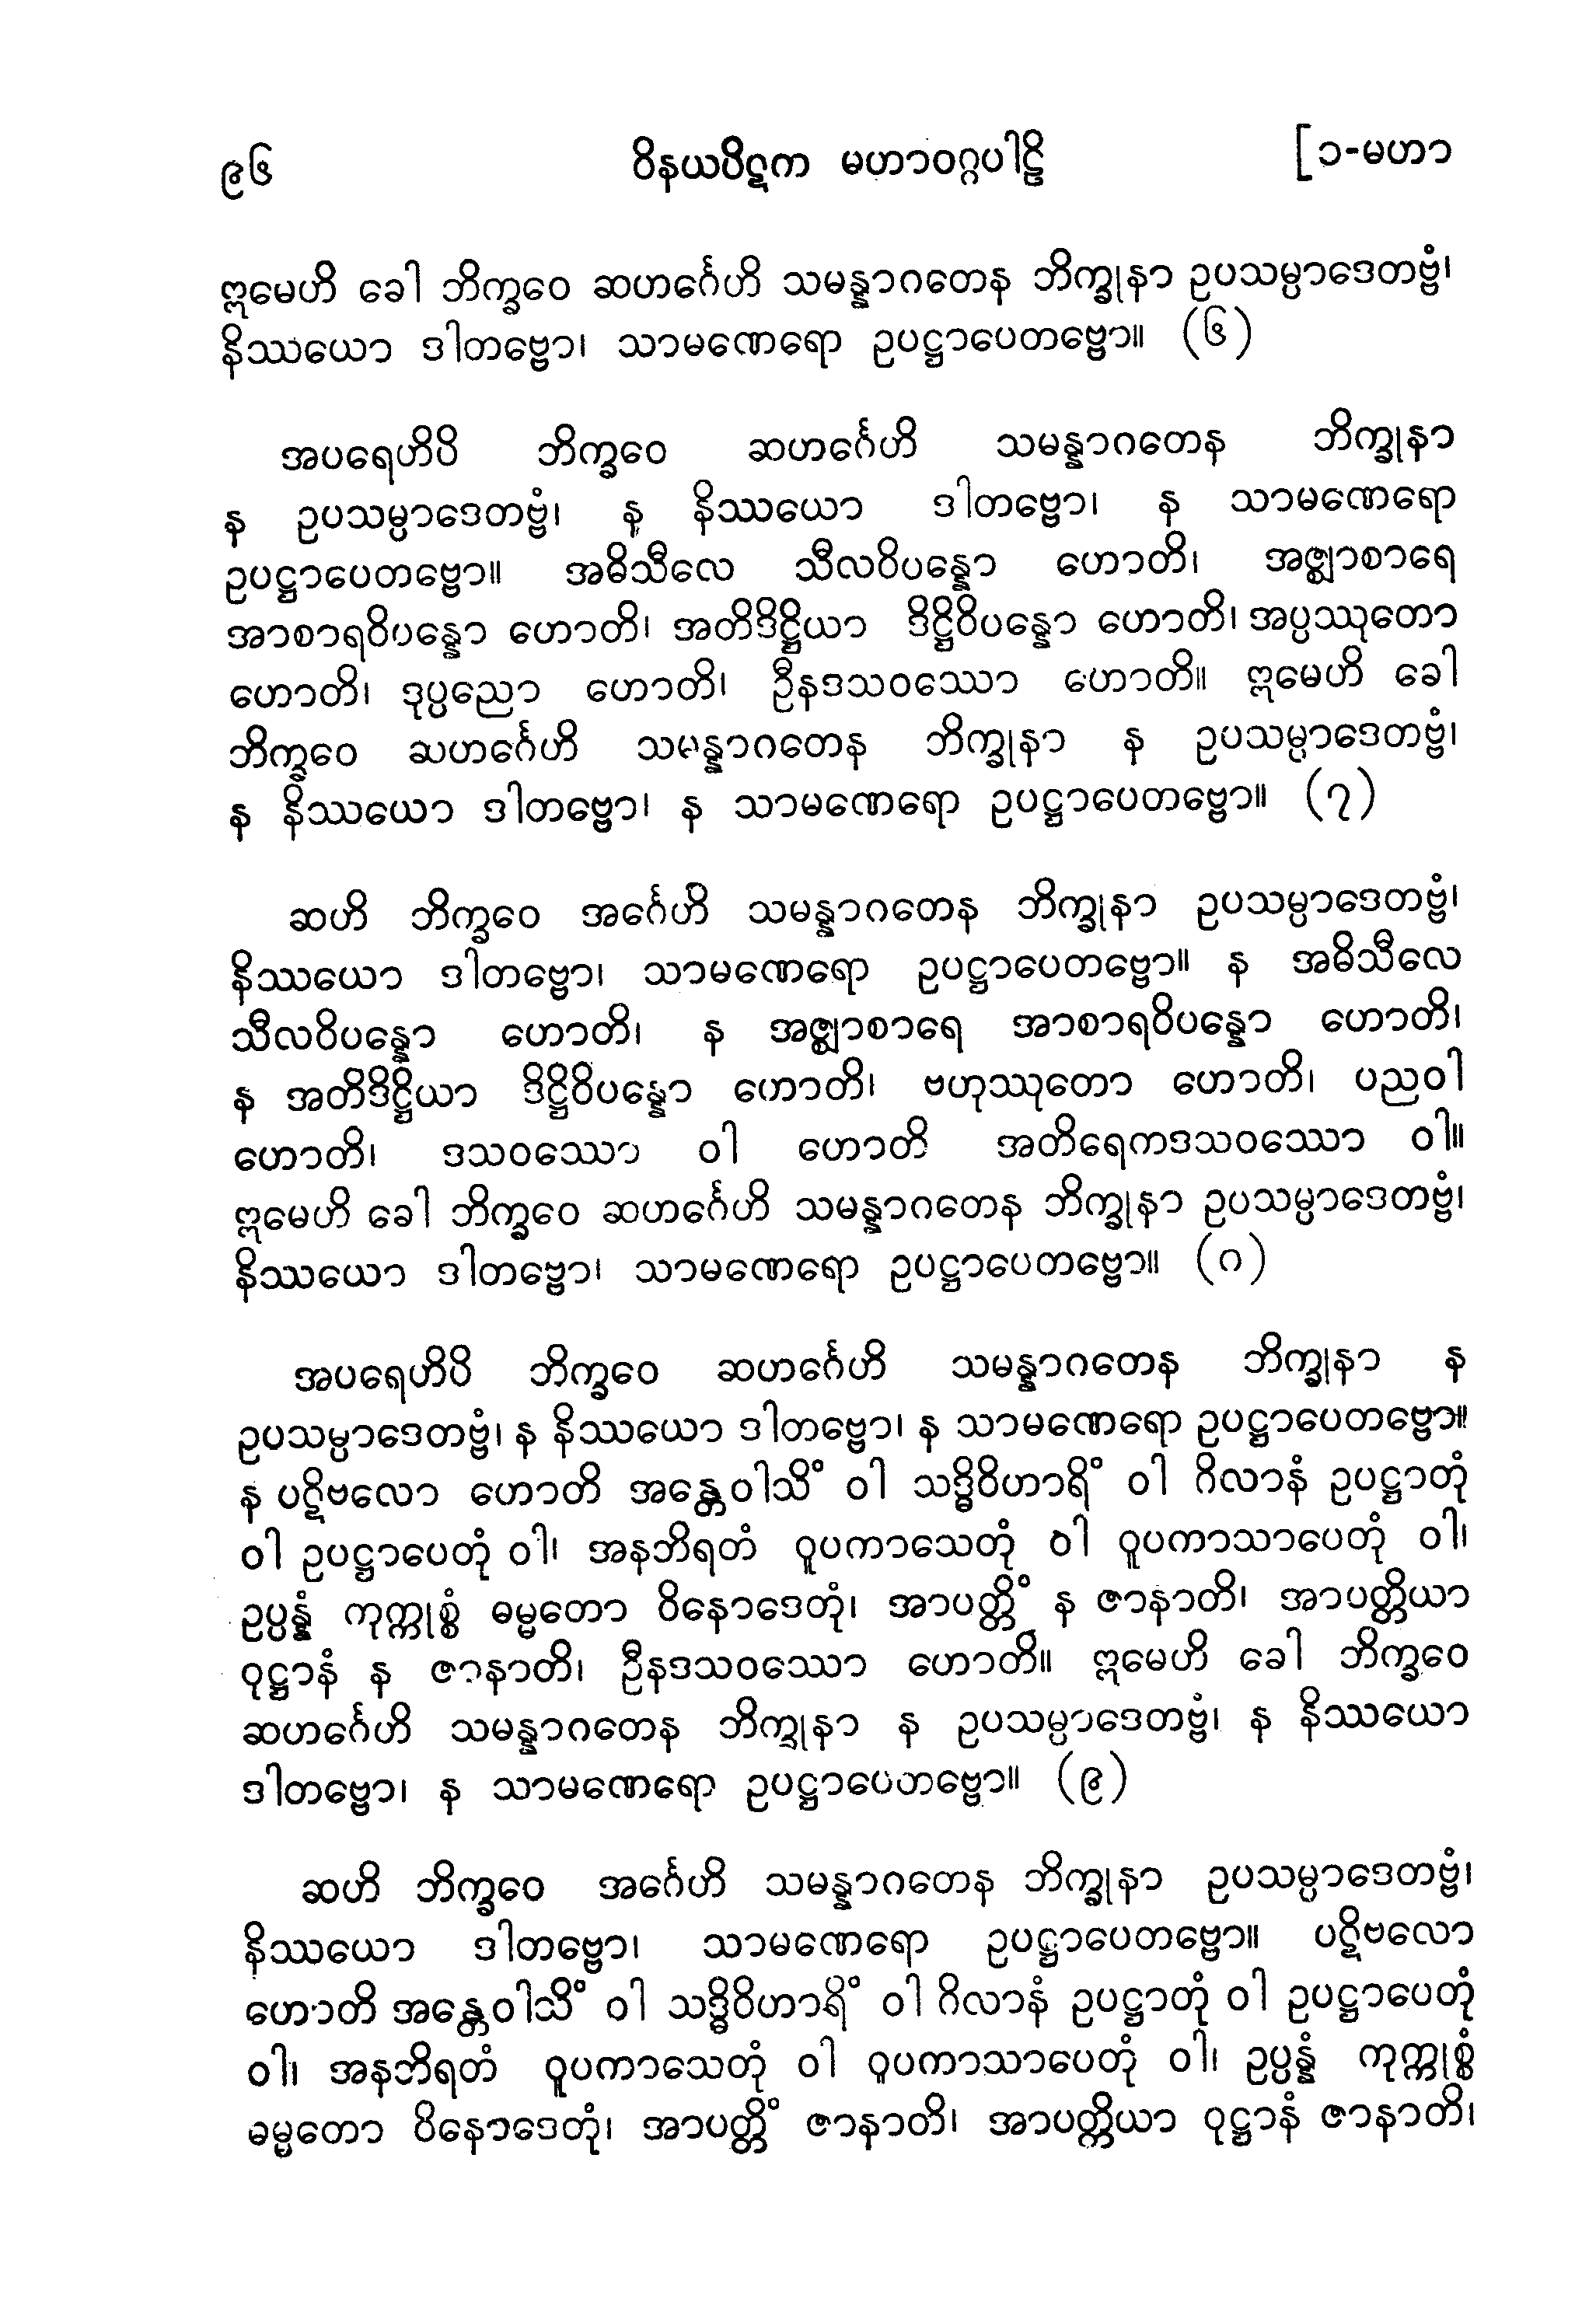 ၉၆ ဝိနယပိဋက မဟာဝဂ္ဂပါဠိ [၁-မဟာ
ဣမေဟိ ခေါ ဘိက္ခဝေ ဆဟင်္ဂေဟိ သမန္နာဂတေန ဘိက္ခုနာ ဥပသမ္ပာဒေတဗ္ဗံ၊
နိဿယော ဒါတဗ္ဗော၊ သာမဏေရော ဥပဋ္ဌာပေတဗ္ဗော။ (၆)
အပရေဟိပိ ဘိက္ခဝေ ဆဟင်္ဂေဟိ သမန္နာဂတေန ဘိက္ခုနာ
န ဥပသမ္ပာဒေတဗ္ဗံ၊ န နိဿယော ဒါတဗ္ဗော၊ န သာမဏေရော
ဥပဋ္ဌာပေတဗ္ဗော။ အဓိသီလေ သီလဝိပန္နော ဟောတိ၊ အဇ္ဈာစာရေ
အာစာရဝိပန္နော ဟောတိ၊ အတိဒိဋ္ဌိယာ ဒိဋ္ဌိဝိပန္နော ဟောတိ၊ အပ္ပဿုတော
ဟောတိ၊ ဒုပ္ပညော ဟောတိ၊ ဦနဒသဝဿော ဟောတိ။ ဣမေဟိ ခေါ
ဘိက္ခဝေ ဆဟင်္ဂေဟိ သမန္နာဂတေန ဘိက္ခုနာ န ဥပသမ္ပာဒေတဗ္ဗံ၊
န နိဿယော ဒါတဗ္ဗော၊ န သာမဏေရော ဥပဋ္ဌာပေတဗ္ဗော။ (၇)
ဆဟိ ဘိက္ခဝေ အင်္ဂေဟိ သမန္နာဂတေန ဘိက္ခုနာ ဥပသမ္ပာဒေတဗ္ဗံ၊
နိဿယော ဒါတဗ္ဗော၊ သာမဏေရော ဥပဋ္ဌာပေတဗ္ဗော။ န အဓိသီလေ
သီလဝိပန္နော ဟောတိ၊ န အဇ္ဈာစာရေ အာစာရဝိပန္နော ဟောတိ၊
န အတိဒိဋ္ဌိယာ ဒိဋ္ဌိဝိပန္နော ဟောတိ၊ ဗဟုဿုတော ဟောတိ၊ ပညဝါ
ဟောတိ၊ ဒသဝဿော ဝါ ဟောတိ အတိရေကဒသဝဿော ဝါ။
ဣမေဟိ ခေါ ဘိက္ခဝေ ဆဟင်္ဂေဟိ သမန္နာဂတေန ဘိက္ခုနာ ဥပသမ္ပာဒေတဗ္ဗံ၊
နိဿယော ဒါတဗ္ဗော၊ သာမဏေရော ဥပဋ္ဌာပေတဗ္ဗော။ (၈)
အပရေဟိပိ ဘိက္ခဝေ ဆဟင်္ဂေဟိ သမန္နာဂတေန ဘိက္ခုနာ န
ဥပသမ္ပာဒေတဗ္ဗံ၊ န နိဿယော ဒါတဗ္ဗော၊ န သာမဏေရော ဥပဋ္ဌာပေတဗ္ဗော။
န ပဋိဗလော ဟောတိ အန္တေဝါသိံ ဝါ သဒ္ဓိဝိဟာရိံ ဝါ ဂိလာနံ ဥပဋ္ဌာတုံ
ဝါ ဥပဋ္ဌာပေတုံ ဝါ၊ အနဘိရတံ ဝူပကာသေတုံ ဝါ ဝူပကာသာပေတုံ ဝါ၊
ဥပ္ပန္နံ ကုက္ကုစ္စံ ဓမ္မတော ဝိနောဒေတုံ၊ အာပတ္တိံ န ဇာနာတိ၊ အာပတ္တိယာ
ဝုဋ္ဌာနံ န ဇာနာတိ၊ ဦနဒသဝဿော ဟောတိ။ ဣမေဟိ ခေါ ဘိက္ခဝေ
ဆဟင်္ဂေဟိ သမန္နာဂတေန ဘိက္ခုနာ န ဥပသမ္ပာဒေတဗ္ဗံ၊ န နိဿယော
ဒါတဗ္ဗော၊ န သာမဏေရော ဥပဋ္ဌာပေတဗ္ဗော။ (၉)
ဆဟိ ဘိက္ခဝေ အင်္ဂေဟိ သမန္နာဂတေန ဘိက္ခုနာ ဥပသမ္ပာဒေတဗ္ဗံ၊
နိဿယော ဒါတဗ္ဗော၊ သာမဏေရော ဥပဋ္ဌာပေတဗ္ဗော။ ပဋိဗလော
ဟောတိ အန္တေဝါသိံ ဝါ သဒ္ဓိဝိဟာရိံ ဝါ ဂိလာနံ ဥပဋ္ဌာတုံ ဝါ ဥပဋ္ဌာပေတုံ
ဝါ၊ အနဘိရတံ ဝူပကာသေတုံ ဝါ ဝူပကာသာပေတုံ ဝါ၊ ဥပ္ပန္နံ ကုက္ကုစ္စံ
ဓမ္မတော ဝိနောဒေတုံ၊ အာပတ္တိံ ဇာနာတိ၊ အာပတ္တိယာ ဝုဋ္ဌာနံ ဇာနာတိ၊